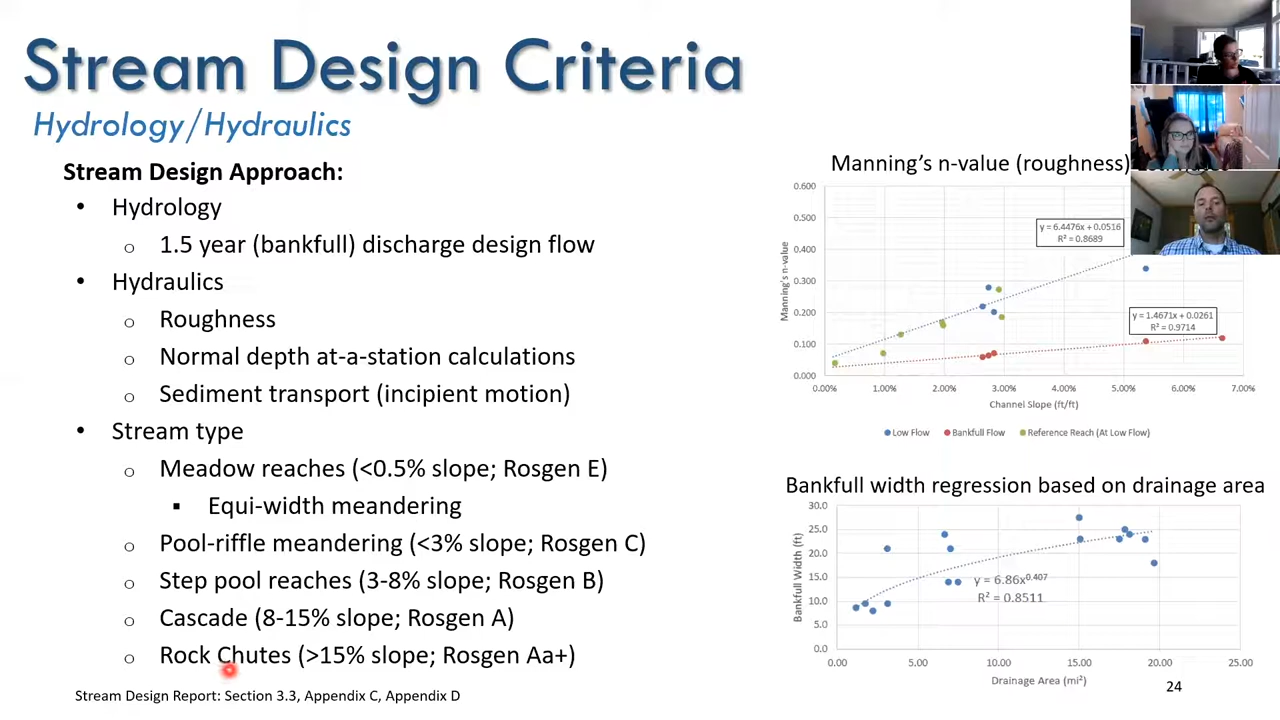 Stream Design Criteria
Hydrology/Hydraulics
Stream Design Approach:
• Hydrology
o 1.5 year (bankfull) discharge design flow
• Hydraulics
o Roughness
o Normal depth at-a-station calculations
o Sediment transport (incipient motion)
• Stream type
o Meadow reaches (<0.5% slope; Rosgen E)
▪ Equi-width meandering
o Pool-riffle meandering (<3% slope; Rosgen C)
o Step pool reaches (3-8% slope; Rosgen B)
o Cascade (8-15% slope; Rosgen A)
o Rock Chutes (>15% slope; Rosgen Aa+)
Stream Design Report: Section 3.3, Appendix C, Appendix D
Manning's n-value (roughness)
0.600
0.500
0.400
0.300
0.200
0.100
0.000
Manning's n-value
y = 6.4476x + 0.0516
R² = 0.8689
y = 1.4671x + 0.0261
R² = 0.9714
0.00% 1.00% 2.00% 3.00% 4.00% 5.00% 6.00% 7.00%
Channel Slope (ft/ft)
Low Flow Bankfull Flow Reference Reach (At Low Flow)
Bankfull width regression based on drainage area
30.0
25.0
20.0
15.0
10.0
5.0
0.0
Bankfull Width (ft)
y = 6.86x^0.407
R² = 0.8511
0.00 5.00 10.00 15.00 20.00 25.00
Drainage Area (mi²)
24